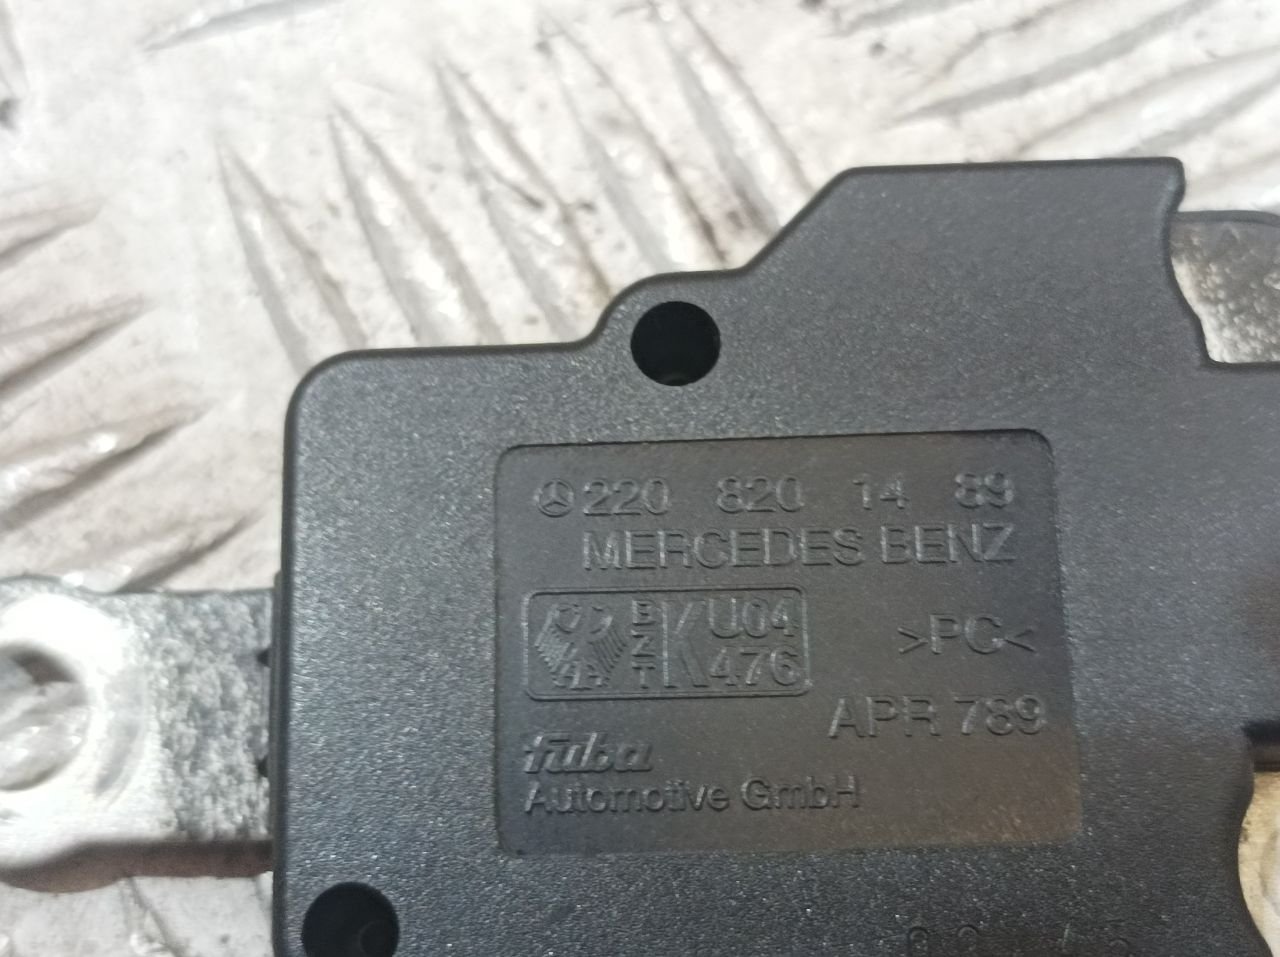 220 820 14 89
MERCEDES BENZ
BZT K U04 476
>PC<
APR 789
fuba
Automotive GmbH